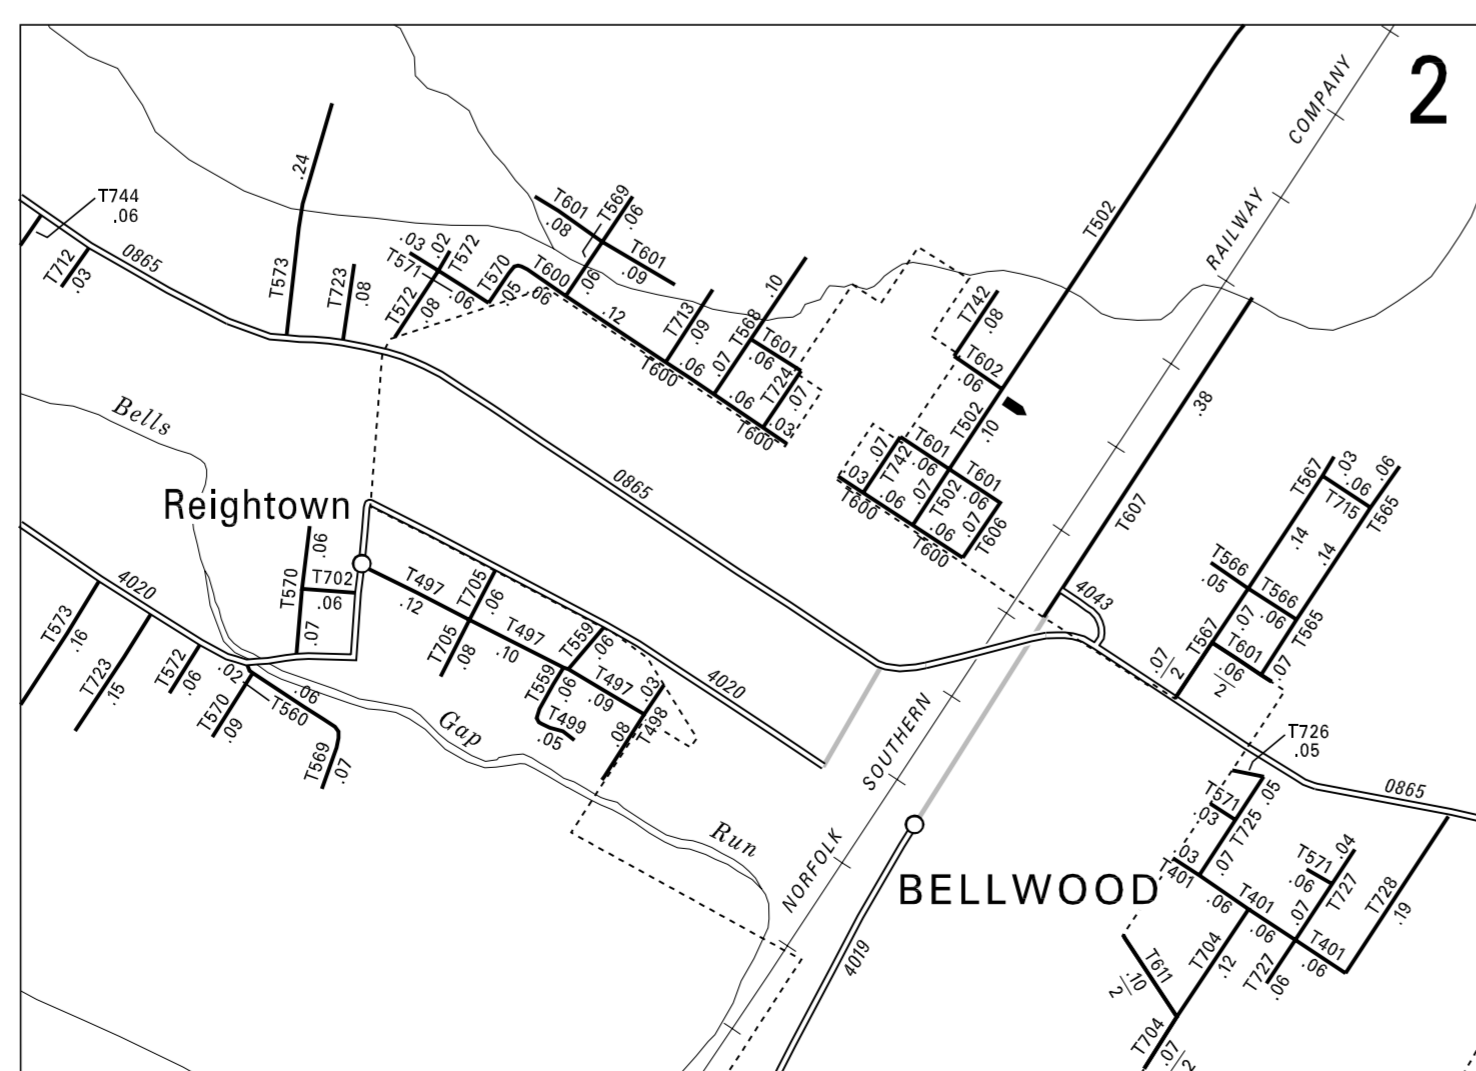 2
COMPANY
RAILWAY
SOUTHERN
NORFOLK
T744
.06
T712
.03
0865
.24
T573
T723
.08
.03
.02
T572
T571
.06
T572
.08
T570
.05
T600
.06
T601
.08
T569
.06
.06
T601
.09
.12
T713
.09
T600
.06
.07
T568
.10
T601
.06
T724
.07
.06
.03
T600
T742
.08
T602
.06
T502
T502
.10
T601
.06
.07
T742
.03
T600
.06
.07
T502
T601
.06
.07
T606
.06
T600
.38
T607
4043
T567
.03
.06
.06
T715
T565
.14
.14
T566
.05
T566
.06
T565
.07
T567
T601
.06
2
.07
.07
2
Bells
Gap
Run
Reightown
0865
4020
T573
.16
T723
.15
T572
.06
.02
T570
.09
.06
T560
T569
.07
T570
.06
T702
.06
.07
T497
.12
T705
.06
T705
.08
T497
.10
T559
.06
T559
.06
T499
.05
T497
.09
.03
T498
.08
4020
BELLWOOD
4019
T726
.05
0865
T571
.03
T725
.05
.07
.03
T401
.06
T401
.06
T571
.06
.04
T727
.07
T728
.19
T401
.06
T727
.06
T704
.12
T611
.10
2
T704
.07
2